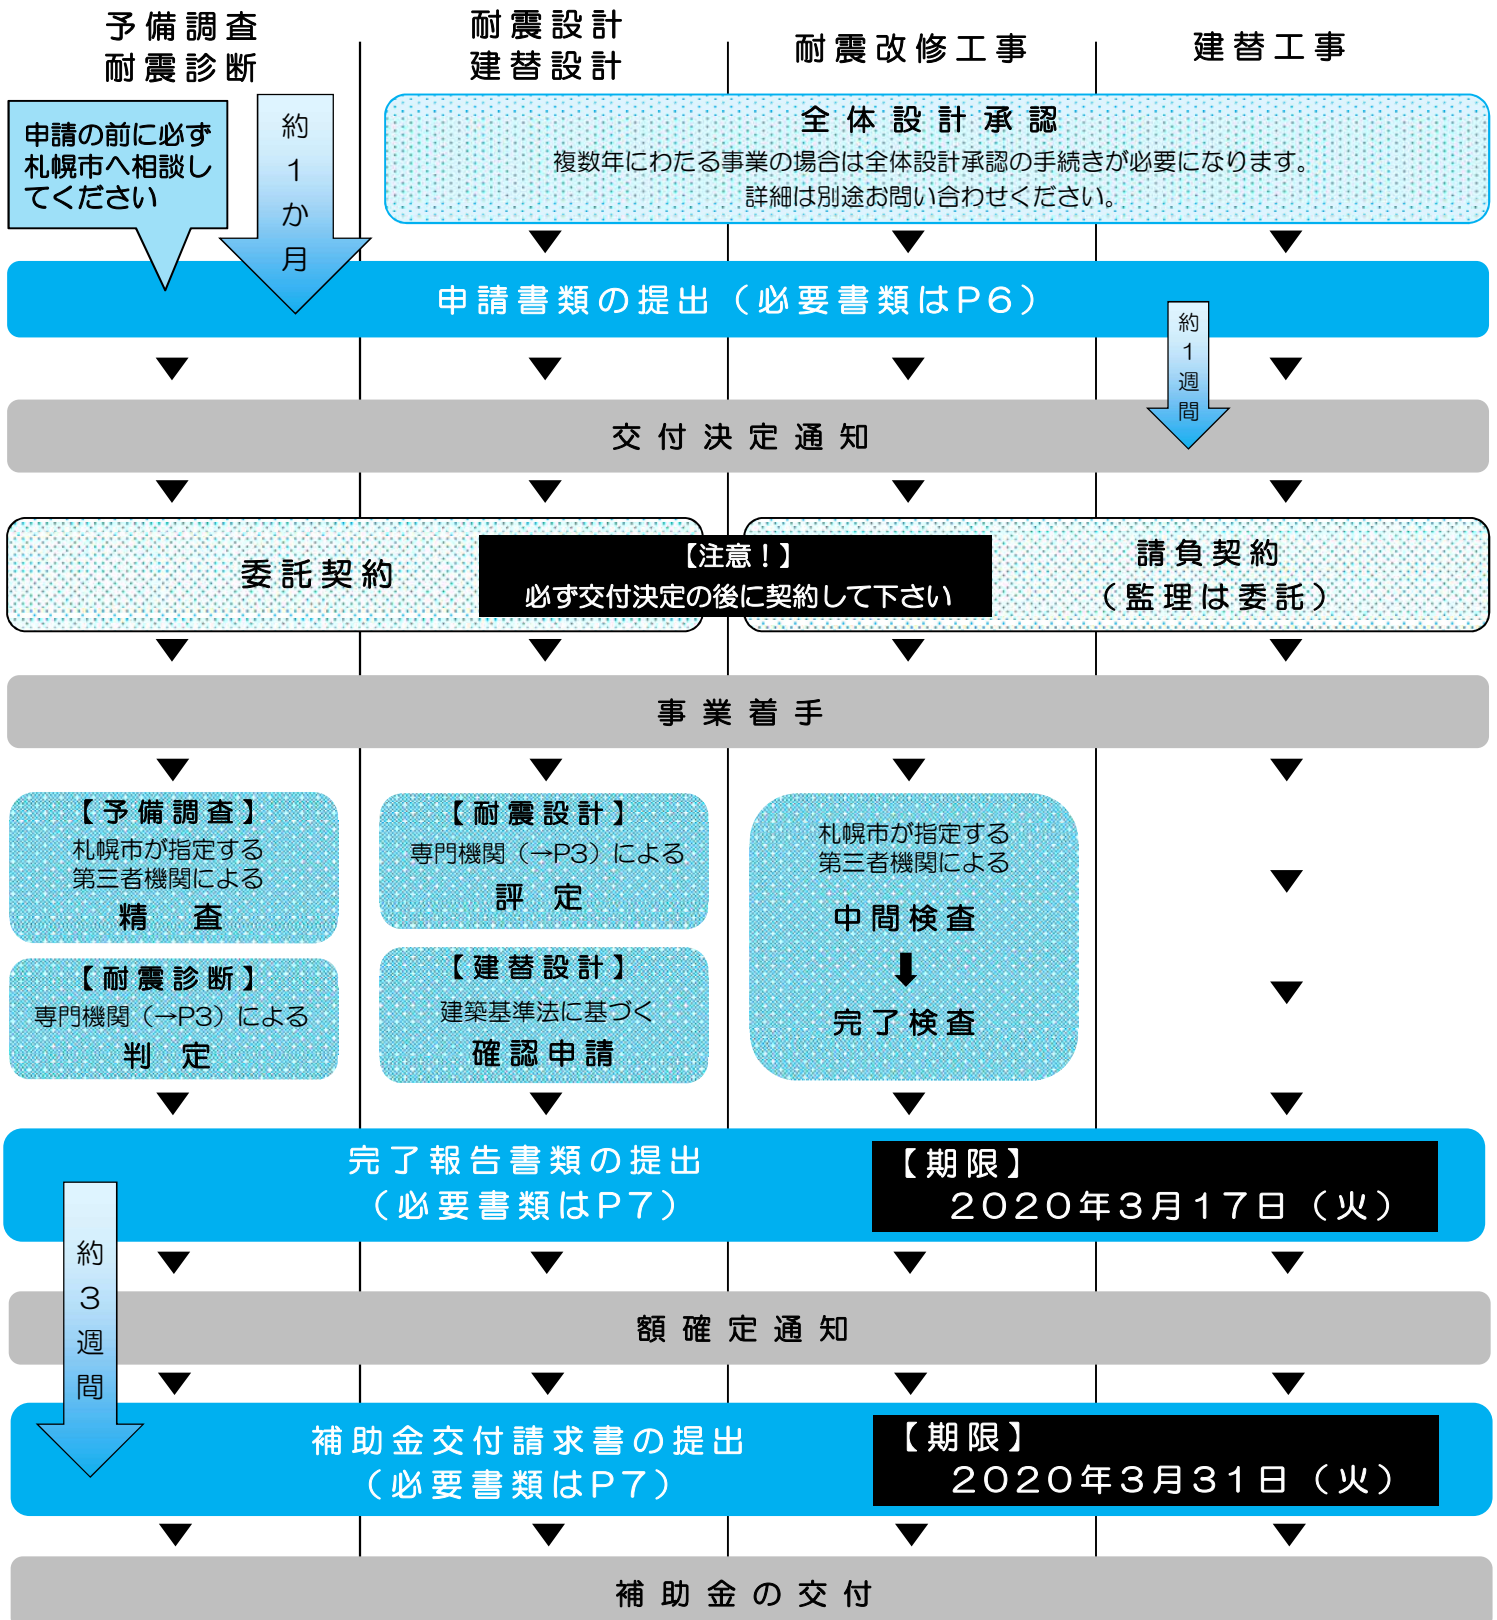 予備調査
耐震診断
耐震設計
建替設計
耐震改修工事
建替工事
申請の前に必ず
札幌市へ相談し
てください
約1か月
全体設計承認
複数年にわたる事業の場合は全体設計承認の手続きが必要になります。
詳細は別途お問い合わせください。
申請書類の提出（必要書類はP6）
約1週間
交付決定通知
委託契約
【注意！】
必ず交付決定の後に契約して下さい
請負契約
（監理は委託）
事業着手
【予備調査】
札幌市が指定する
第三者機関による
精　査
【耐震診断】
専門機関（→P3）による
判　定
【耐震設計】
専門機関（→P3）による
評　定
【建替設計】
建築基準法に基づく
確認申請
札幌市が指定する
第三者機関による
中間検査
完了検査
完了報告書類の提出
（必要書類はP7）
【期限】
2020年3月17日（火）
約3週間
額確定通知
補助金交付請求書の提出
（必要書類はP7）
【期限】
2020年3月31日（火）
補助金の交付